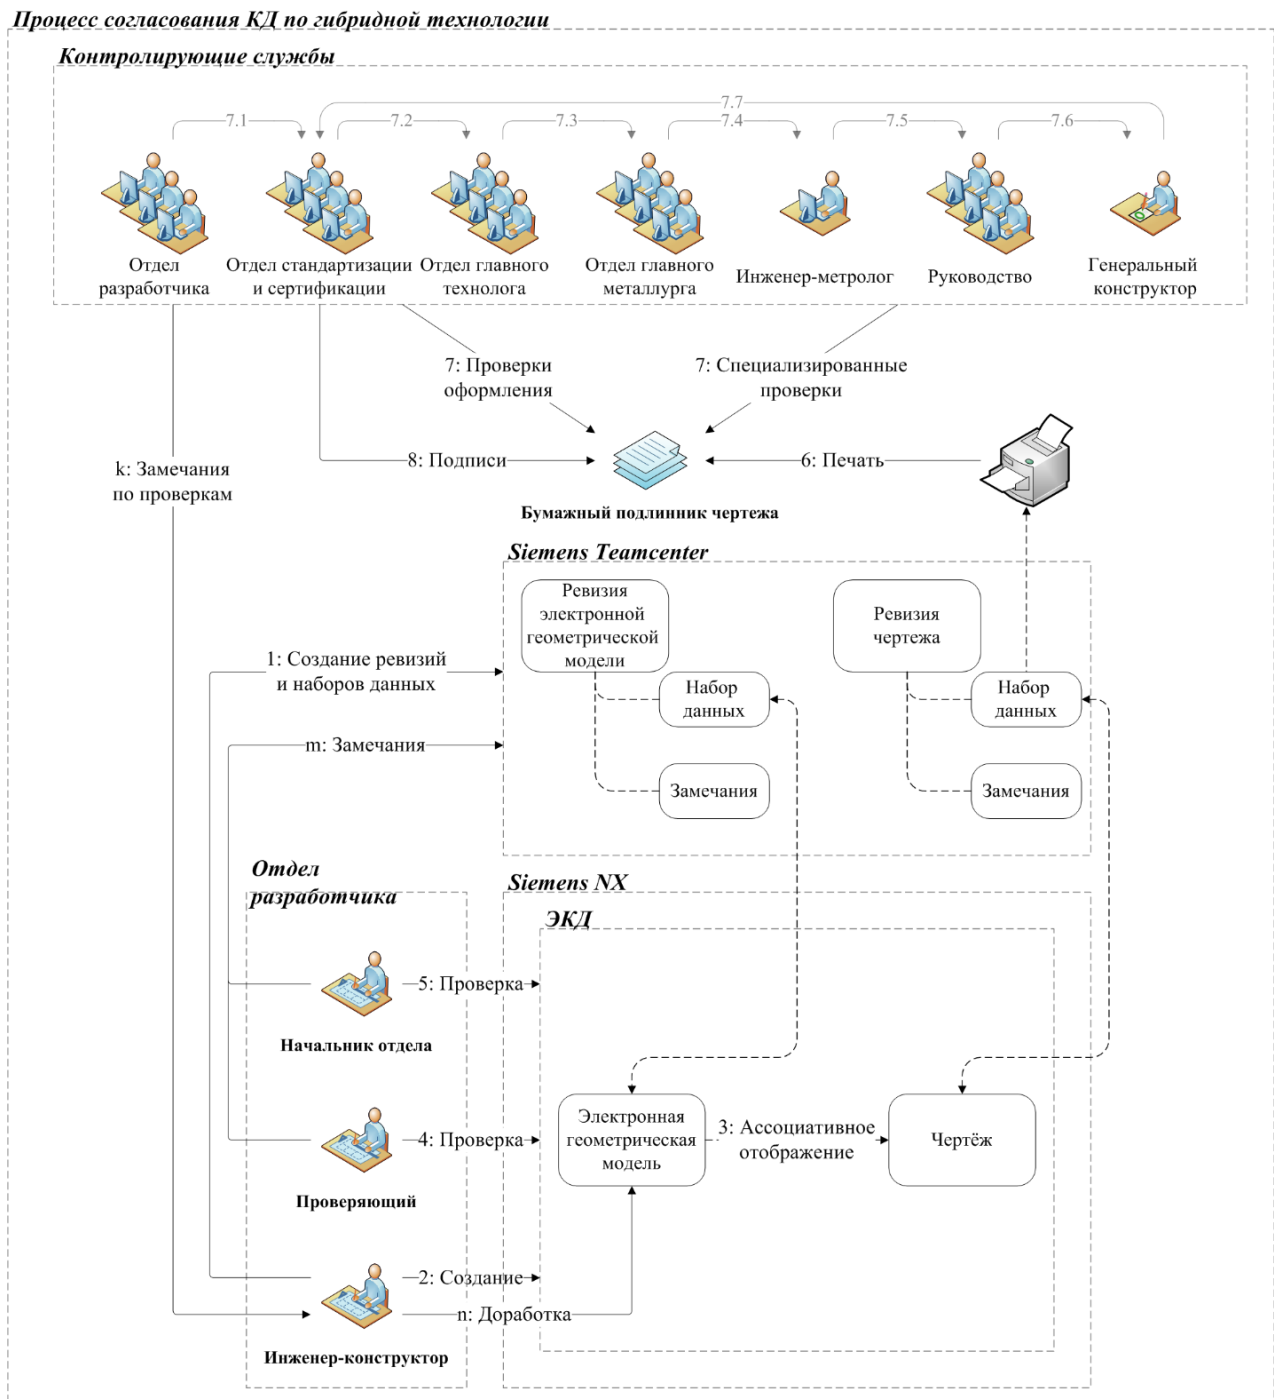 Процесс согласования КД по гибридной технологии
Контролирующие службы
7.7
7.1
7.2
7.3
7.4
7.5
7.6
Отдел
разработчика
Отдел стандартизации
и сертификации
Отдел главного
технолога
Отдел главного
металлурга
Инженер-метролог
Руководство
Генеральный
конструктор
7: Проверки
оформления
7: Специализированные
проверки
k: Замечания
по проверкам
8: Подписи
6: Печать
Бумажный подлинник чертежа
Siemens Teamcenter
Ревизия
электронной
геометрической
модели
Ревизия
чертежа
1: Создание ревизий
и наборов данных
Набор
данных
Набор
данных
m: Замечания
Замечания
Замечания
Отдел
разработчика
Siemens NX
ЭКД
5: Проверка
Начальник отдела
4: Проверка
Проверяющий
Электронная
геометрическая
модель
3: Ассоциативное
отображение
Чертёж
2: Создание
n: Доработка
Инженер-конструктор